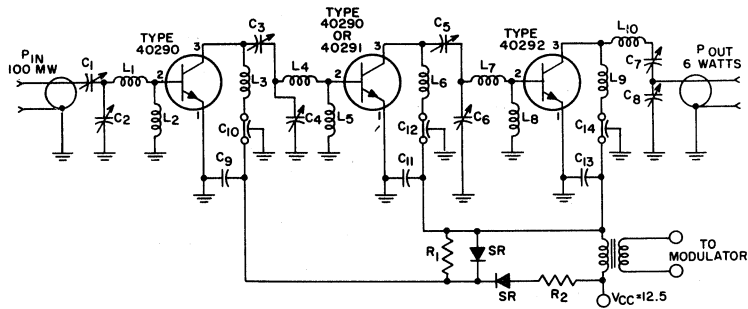 TYPE
40290
C3
TYPE
40290
OR
40291
C5
TYPE
40292
L10
PIN
100 MW
C1
L1
2
3
1
L2
C2
L3
C10
C9
L4
C4
2
3
1
L5
L6
C12
C11
C6
L7
2
3
1
L8
L9
C14
C13
C7
C8
P OUT
6 WATTS
R1
SR
SR
R2
TO
MODULATOR
VCC=12.5